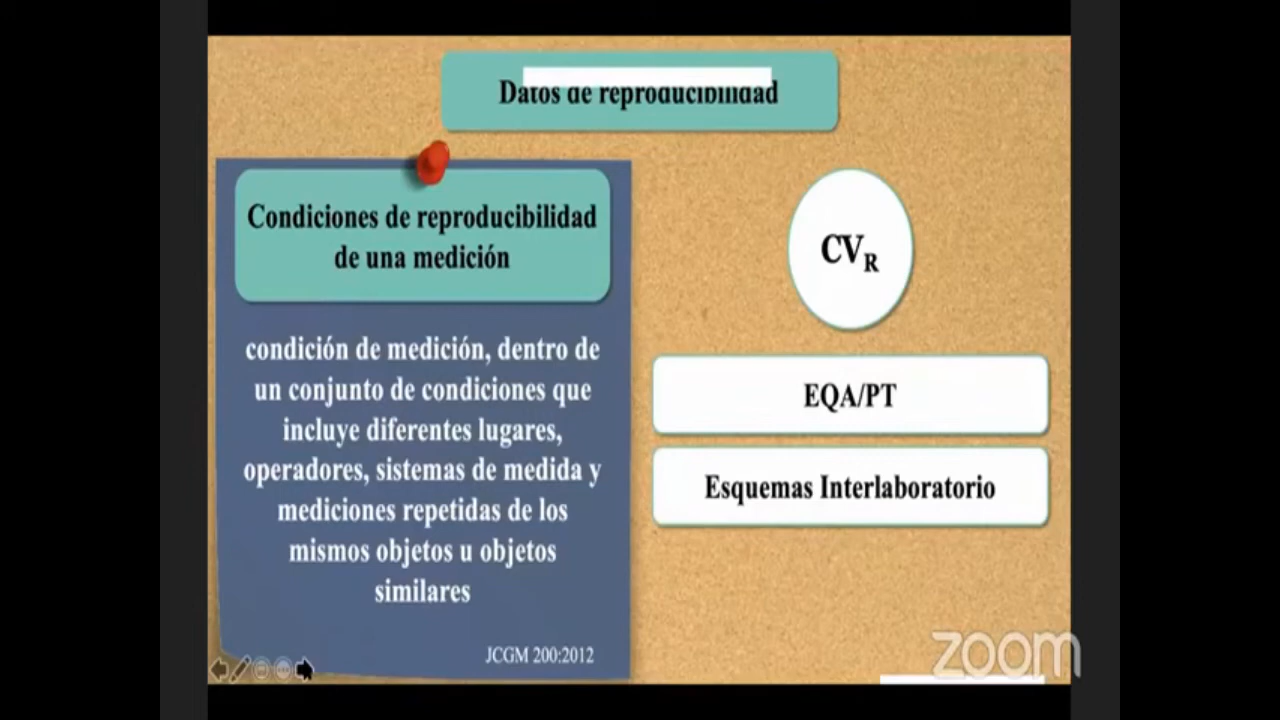 Datos de reproducibilidad
Condiciones de reproducibilidad
de una medición
condición de medición, dentro de
un conjunto de condiciones que
incluye diferentes lugares,
operadores, sistemas de medida y
mediciones repetidas de los
mismos objetos u objetos
similares
JCGM 200:2012
CVR
EQA/PT
Esquemas Interlaboratorio
zoom